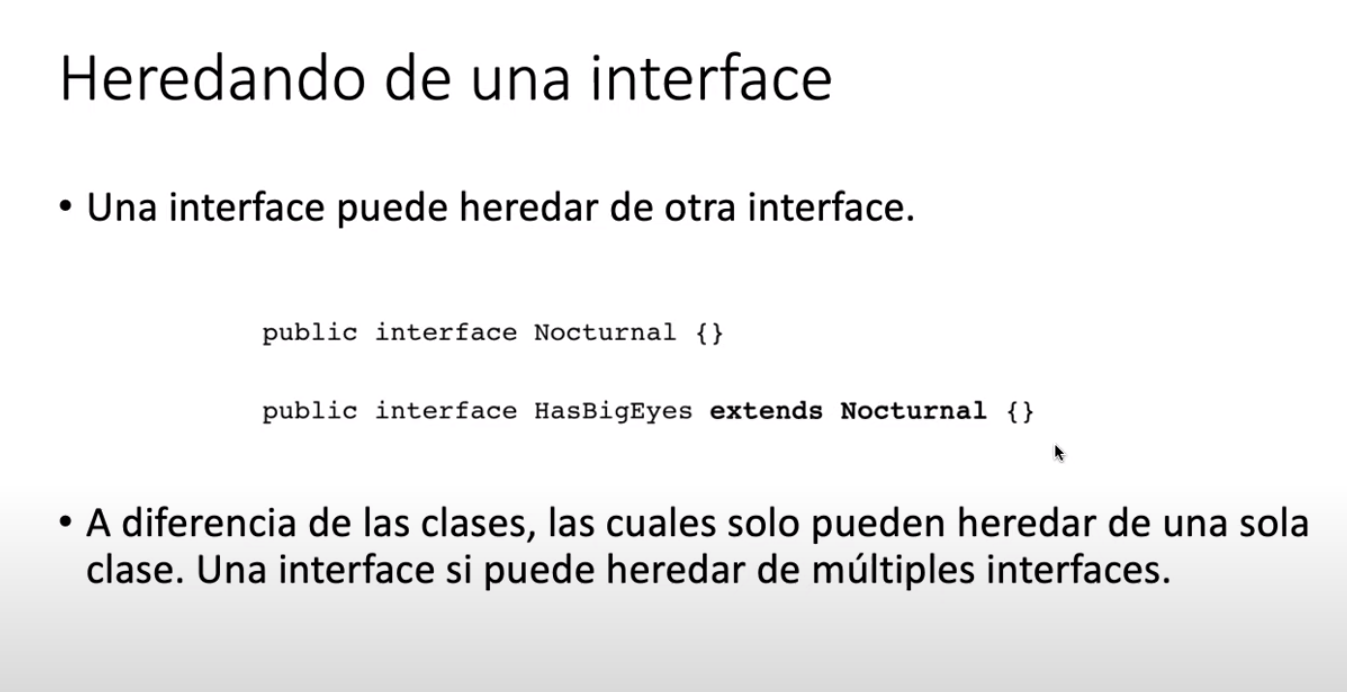 Heredando de una interface
• Una interface puede heredar de otra interface.
public interface Nocturnal {}
public interface HasBigEyes extends Nocturnal {}
• A diferencia de las clases, las cuales solo pueden heredar de una sola
clase. Una interface si puede heredar de múltiples interfaces.